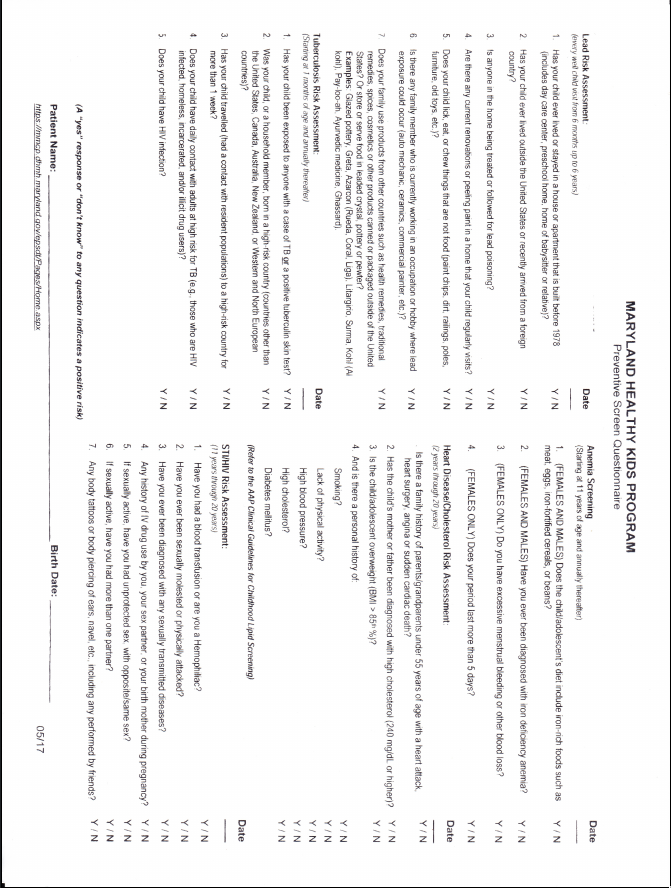 MARYLAND HEALTHY KIDS PROGRAM
Preventive Screen Questionnaire
Lead Risk Assessment: Date
(every well child visit from 6 months up to 6 years)
1. Has your child ever lived or stayed in a house or apartment that is built before 1978
(includes day care center, preschool home, home of babysitter or relative)? Y / N
2 Has your child ever lived outside the United States or recently arrived from a foreign
country? Y / N
3 Is anyone in the home being treated or followed for lead poisoning? Y / N
4 Are there any current renovations or peeling paint in a home that your child regularly visits? Y / N
5 Does your child lick, eat, or chew things that are not food (paint chips, dirt, railings, poles,
furniture, old toys, etc.)? Y / N
6 Is there any family member who is currently working in an occupation or hobby where lead
exposure could occur (auto mechanic, ceramics, commercial painter, etc.)? Y / N
7 Does your family use products from other countries such as health remedies, traditional
remedies, spices, cosmetics or other products canned or packaged outside of the United
States? Or store or serve food in leaded crystal, pottery or pewter? Y / N
Examples: Glazed pottery, Greta, Azarcon (Rueda, Coral, Liga), Litargirio, Surma, Kohl (Al
kohl), Pay-loo-ah, Ayurvedic medicine, Ghassard).
Tuberculosis Risk Assessment: Date
(Starting at 1 months of age and annually thereafter)
1. Has your child been exposed to anyone with a case of TB or a positive tuberculin skin test? Y / N
2 Was your child, or a household member, born in a high-risk country (countries other than
the United States, Canada, Australia, New Zealand, or Western and North European
countries)? Y / N
3 Has your child travelled (had a contact with resident populations) to a high-risk country for
more than 1 week? Y / N
4 Does your child have daily contact with adults at high risk for TB (e.g., those who are HIV
infected, homeless, incarcerated, and/or illicit drug users)? Y / N
5 Does your child have HIV infection? Y / N
Anemia Screening Date
(Starting at 11 years of age and annually thereafter)
1. (FEMALES AND MALES) Does the child/adolescent's diet include iron-rich foods such as
meat, eggs, iron-fortified cereals, or beans? Y / N
2 (FEMALES AND MALES) Have you ever been diagnosed with iron deficiency anemia? Y / N
3 (FEMALES ONLY) Do you have excessive menstrual bleeding or other blood loss? Y / N
4. (FEMALES ONLY) Does your period last more than 5 days? Y / N
Heart Disease/Cholesterol Risk Assessment: Date
(2 years through 20 years)
Is there a family history of parents/grandparents under 55 years of age with a heart attack,
heart surgery, angina or sudden cardiac death? Y / N
2 Has the child's mother or father been diagnosed with high cholesterol (240 mg/dL or higher)? Y / N
3 Is the child/adolescent overweight (BMI > 85th %)? Y / N
4. And is there a personal history of:
Smoking? Y / N
Lack of physical activity? Y / N
High blood pressure? Y / N
High cholesterol? Y / N
Diabetes melitus? Y / N
(Refer to the AAP Clinical Guidelines for Childhood Lipid Screening)
STI/HIV Risk Assessment: Date
(11 years through 20 years)
1. Have you had a blood transfusion or are you a Hemophiliac? Y / N
2. Have you ever been sexually molested or physically attacked? Y / N
3. Have you ever been diagnosed with any sexually transmitted diseases? Y / N
4. Any history of IV drug use by you, your sex partner, or your birth mother during pregnancy? Y / N
5 If sexually active, have you had unprotected sex, with opposite/same sex? Y / N
6. If sexually active, have you had more than one partner? Y / N
7. Any body tattoos or body piercing of ears, navel, etc., including any performed by friends? Y / N
(A "yes" response or "don't know" to any question indicates a positive risk)
Patient Name: Birth Date:
https://mmcp.dhmh.maryland.gov/epsdt/Pages/Home.aspx 05/17